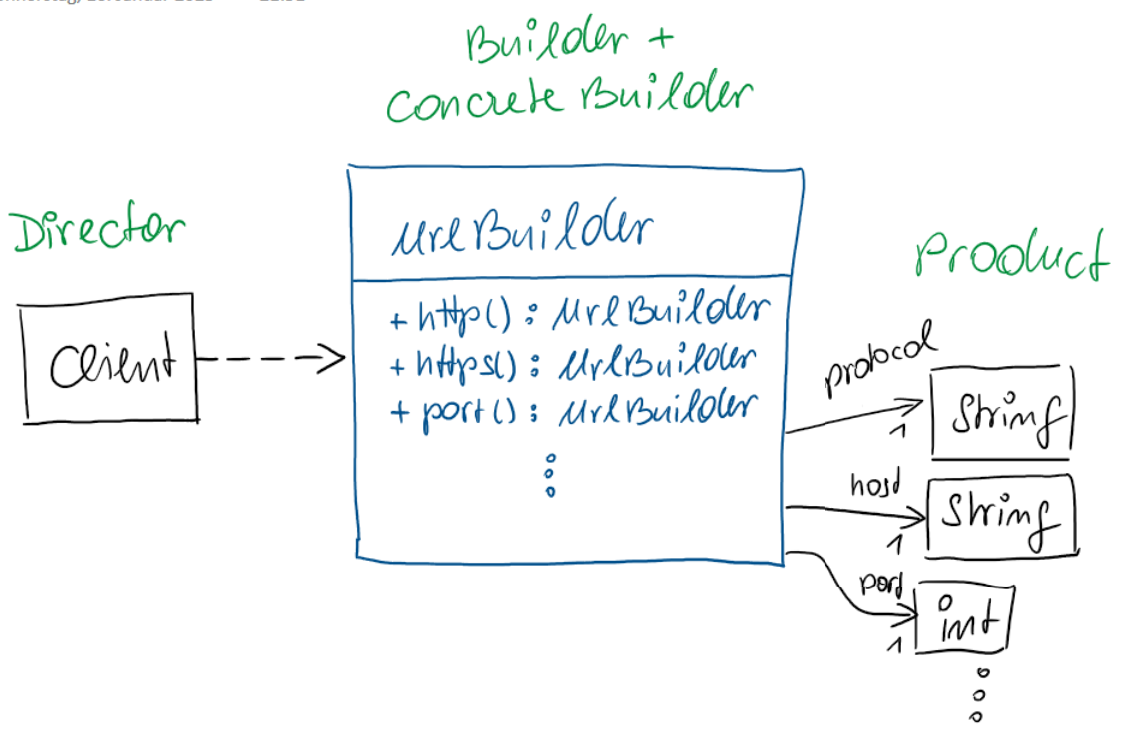 Builder +
Concrete Builder
Director
UrlBuilder
Product
Client
+ http() : UrlBuilder
+ https() : UrlBuilder
+ port() : UrlBuilder
protocol
1
String
host
1
String
port
1
int